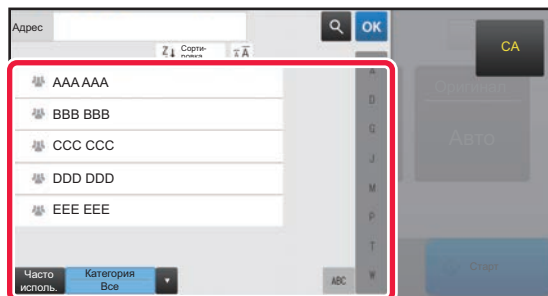 Адрес
OK
CA
Сорти-
ровка
AAA AAA
BBB BBB
CCC CCC
DDD DDD
EEE EEE
A
D
G
J
M
P
T
W
Оригинал
Авто
Старт
Часто
исполь.
Категория
Все
ABC